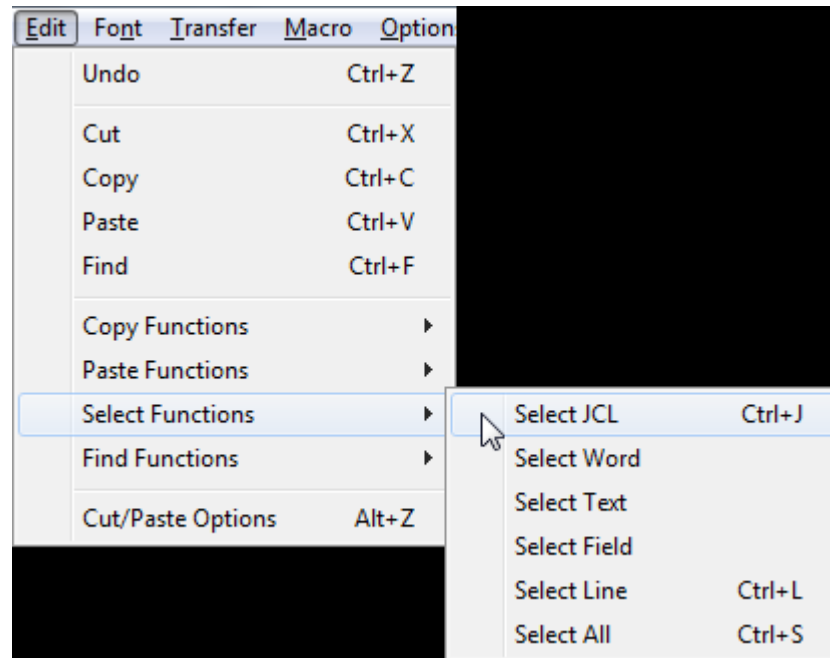 Edit Font Transfer Macro Option
Undo Ctrl+Z
Cut Ctrl+X
Copy Ctrl+C
Paste Ctrl+V
Find Ctrl+F
Copy Functions
Paste Functions
Select Functions
Find Functions
Cut/Paste Options Alt+Z
Select JCL Ctrl+J
Select Word
Select Text
Select Field
Select Line Ctrl+L
Select All Ctrl+S